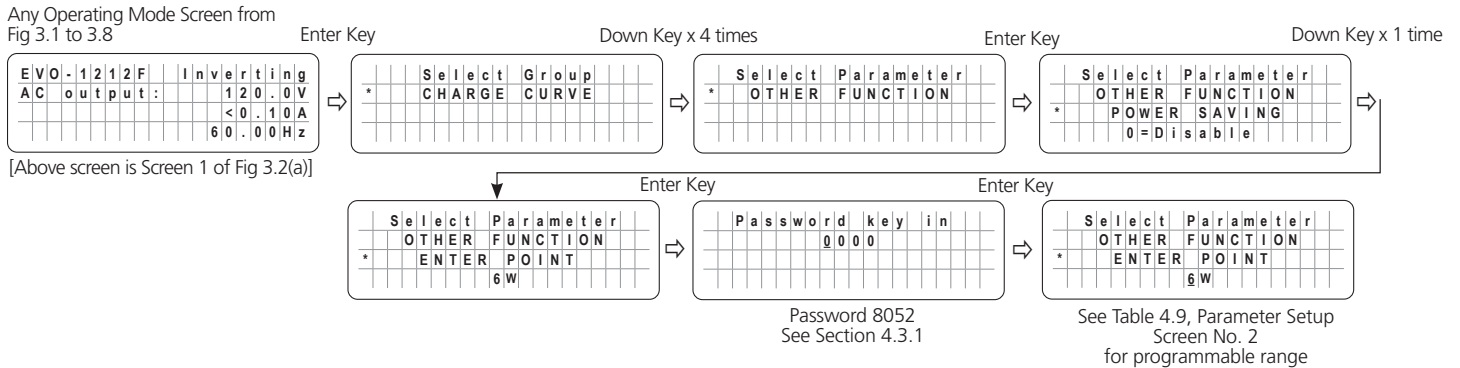 Any Operating Mode Screen from
Fig 3.1 to 3.8
Enter Key
Down Key x 4 times
Enter Key
Down Key x 1 time
EVO-1212F Inverting
AC output: 120.0V
<0.10A
60.00Hz
[Above screen is Screen 1 of Fig 3.2(a)]
Select Group
* CHARGE CURVE
Select Parameter
* OTHER FUNCTION
Select Parameter
OTHER FUNCTION
* POWER SAVING
0=Disable
Enter Key
Enter Key
Select Parameter
OTHER FUNCTION
* ENTER POINT
6W
Password key in
0000
Password 8052
See Section 4.3.1
Select Parameter
OTHER FUNCTION
* ENTER POINT
6W
See Table 4.9, Parameter Setup
Screen No. 2
for programmable range